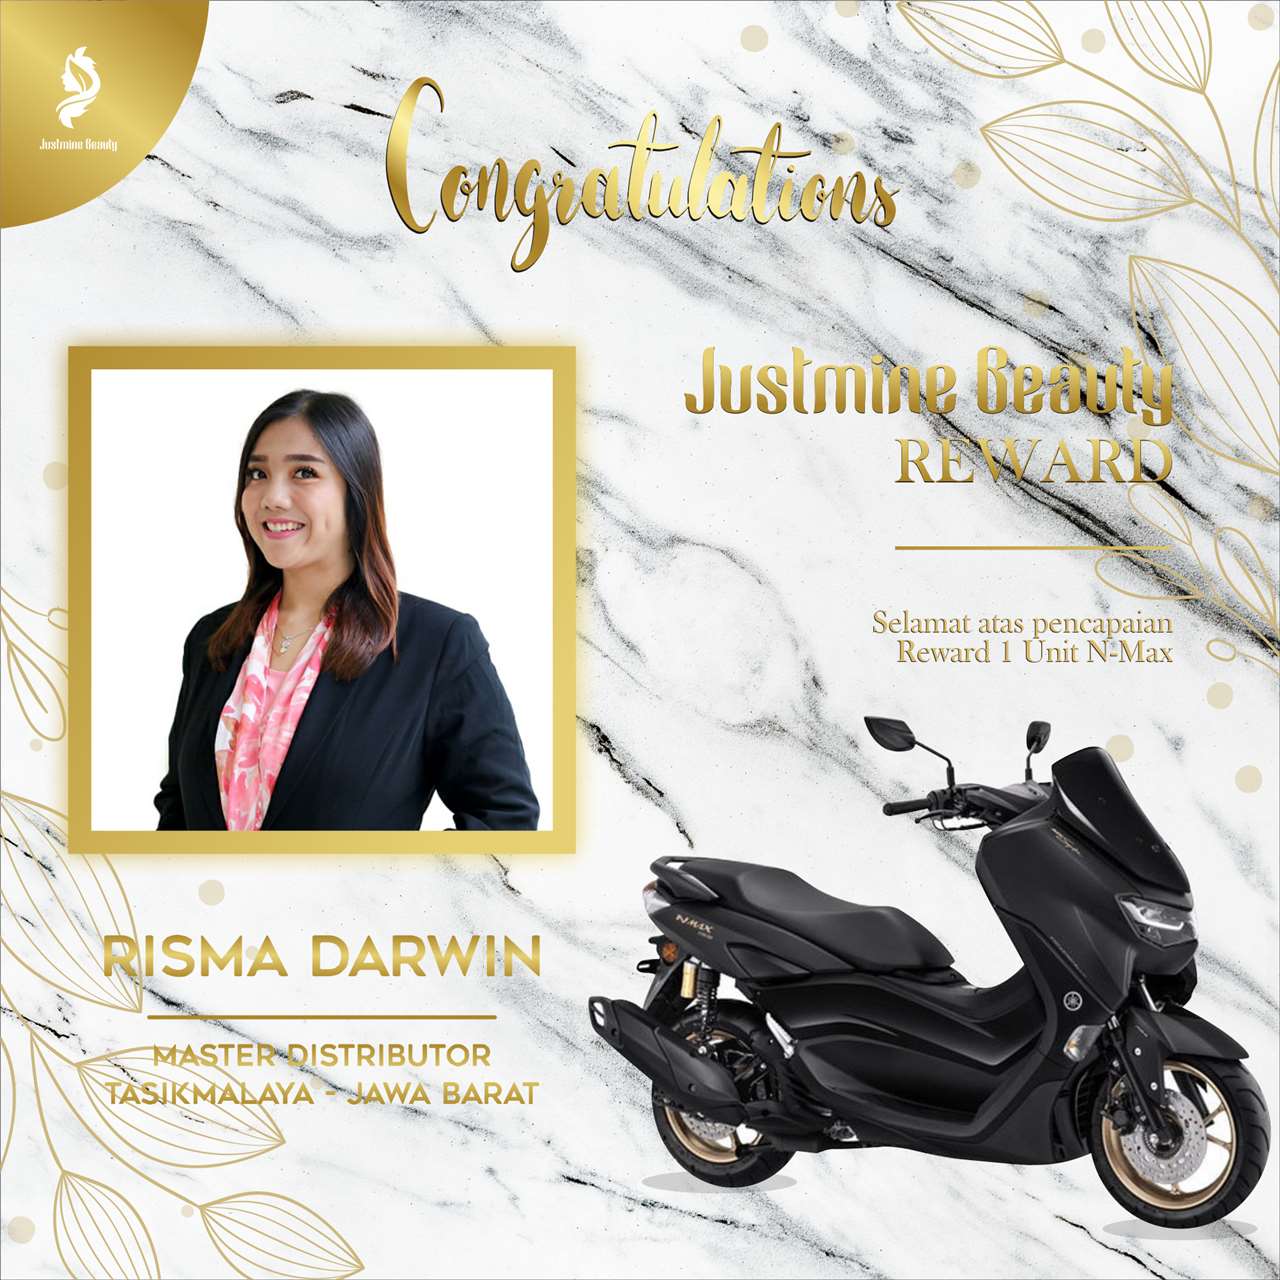 Justmine Beauty
Congratulations
Justmine Beauty
REWARD
Selamat atas pencapaian
Reward 1 Unit N-Max
N-MAX
RISMA DARWIN
MASTER DISTRIBUTOR
TASIKMALAYA - JAWA BARAT